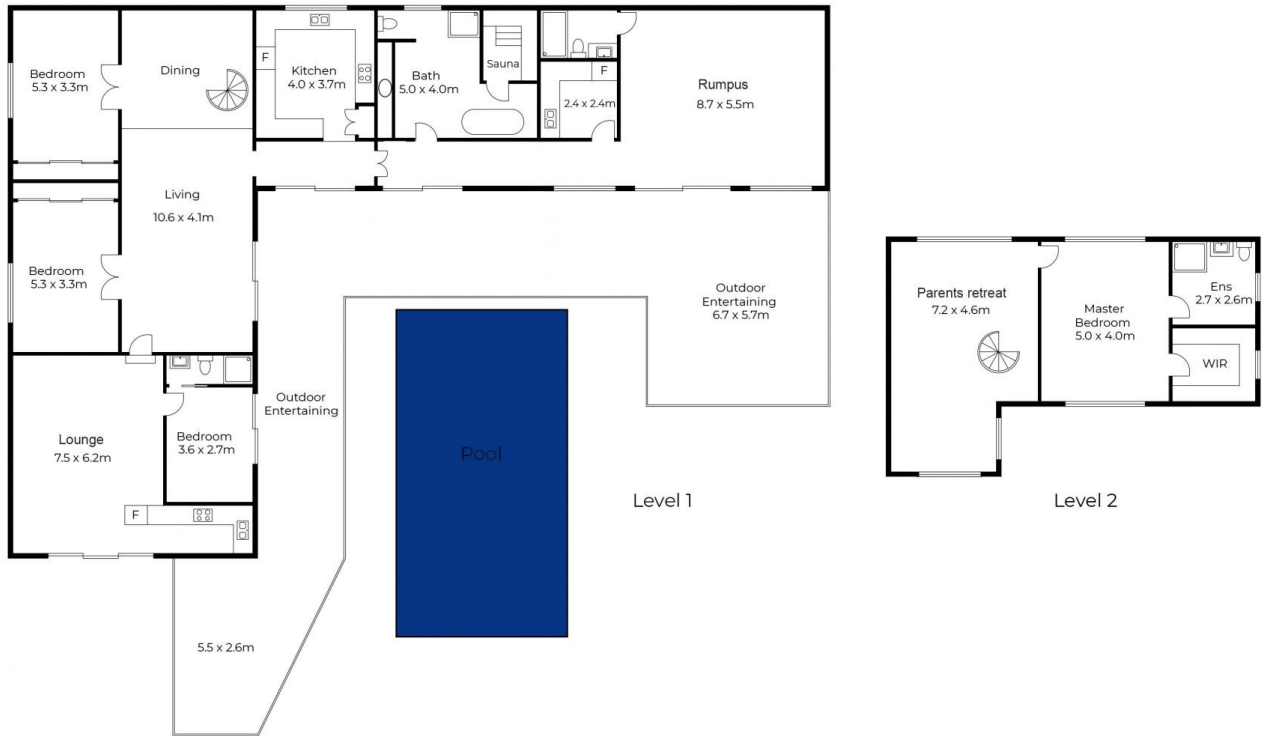 Bedroom
5.3 x 3.3m
Dining
F
Kitchen
4.0 x 3.7m
Bath
5.0 x 4.0m
Sauna
F
2.4 x 2.4m
Rumpus
8.7 x 5.5m
Living
10.6 x 4.1m
Bedroom
5.3 x 3.3m
Outdoor
Entertaining
6.7 x 5.7m
Outdoor
Entertaining
Lounge
7.5 x 6.2m
Bedroom
3.6 x 2.7m
F
Pool
5.5 x 2.6m
Level 1
Parents retreat
7.2 x 4.6m
Master
Bedroom
5.0 x 4.0m
Ens
2.7 x 2.6m
WIR
Level 2